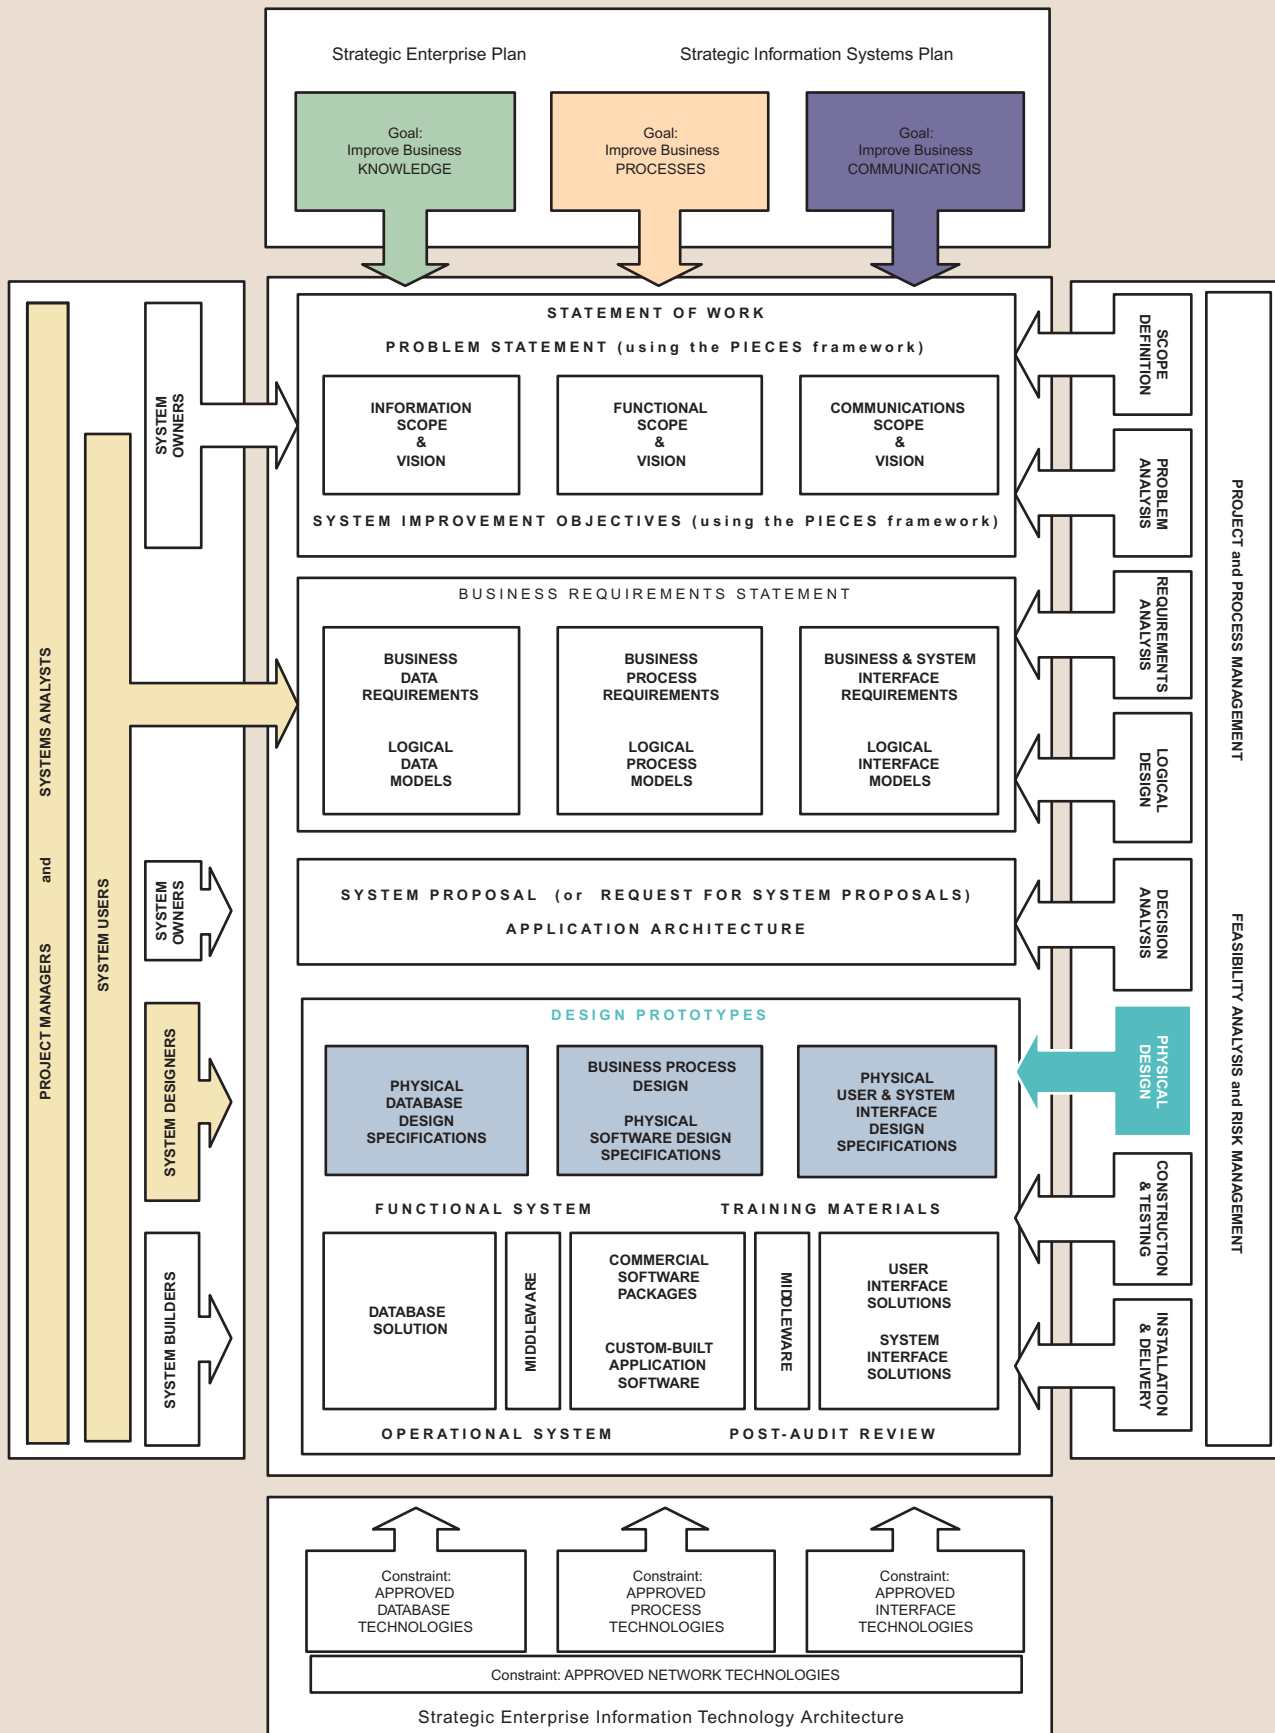 Strategic Enterprise Plan
Strategic Information Systems Plan
Goal:
Improve Business
KNOWLEDGE
Goal:
Improve Business
PROCESSES
Goal:
Improve Business
COMMUNICATIONS
SYSTEMS ANALYSTS
and
PROJECT MANAGERS
SYSTEM USERS
SYSTEM
OWNERS
SYSTEM
OWNERS
SYSTEM DESIGNERS
SYSTEM BUILDERS
STATEMENT OF WORK
PROBLEM STATEMENT (using the PIECES framework)
INFORMATION
SCOPE
&
VISION
FUNCTIONAL
SCOPE
&
VISION
COMMUNICATIONS
SCOPE
&
VISION
SYSTEM IMPROVEMENT OBJECTIVES (using the PIECES framework)
BUSINESS REQUIREMENTS STATEMENT
BUSINESS
DATA
REQUIREMENTS
LOGICAL
DATA
MODELS
BUSINESS
PROCESS
REQUIREMENTS
LOGICAL
PROCESS
MODELS
BUSINESS & SYSTEM
INTERFACE
REQUIREMENTS
LOGICAL
INTERFACE
MODELS
SYSTEM PROPOSAL (or REQUEST FOR SYSTEM PROPOSALS)
APPLICATION ARCHITECTURE
DESIGN PROTOTYPES
PHYSICAL
DATABASE
DESIGN
SPECIFICATIONS
BUSINESS PROCESS
DESIGN
PHYSICAL
SOFTWARE DESIGN
SPECIFICATIONS
PHYSICAL
USER & SYSTEM
INTERFACE
DESIGN
SPECIFICATIONS
FUNCTIONAL SYSTEM
TRAINING MATERIALS
DATABASE
SOLUTION
MIDDLEWARE
COMMERCIAL
SOFTWARE
PACKAGES
CUSTOM-BUILT
APPLICATION
SOFTWARE
MIDDLEWARE
USER
INTERFACE
SOLUTIONS
SYSTEM
INTERFACE
SOLUTIONS
OPERATIONAL SYSTEM
POST-AUDIT REVIEW
SCOPE
DEFINITION
PROBLEM
ANALYSIS
REQUIREMENTS
ANALYSIS
LOGICAL
DESIGN
DECISION
ANALYSIS
PHYSICAL
DESIGN
CONSTRUCTION
& TESTING
INSTALLATION
& DELIVERY
PROJECT and PROCESS MANAGEMENT
FEASIBILITY ANALYSIS and RISK MANAGEMENT
Constraint:
APPROVED
DATABASE
TECHNOLOGIES
Constraint:
APPROVED
PROCESS
TECHNOLOGIES
Constraint:
APPROVED
INTERFACE
TECHNOLOGIES
Constraint: APPROVED NETWORK TECHNOLOGIES
Strategic Enterprise Information Technology Architecture